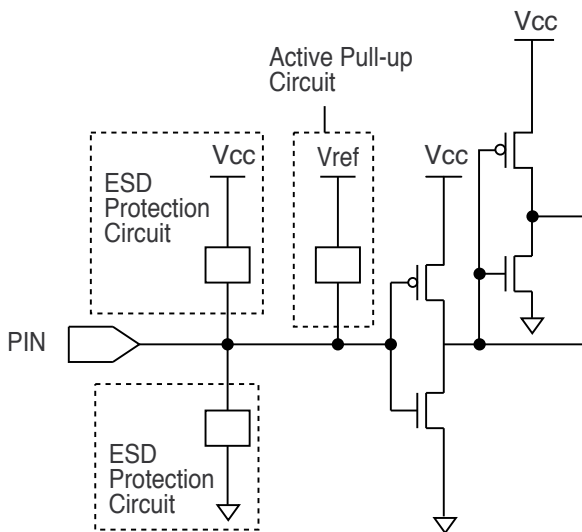 Vcc
Active Pull-up
Circuit
Vcc
Vref
Vcc
ESD
Protection
Circuit
PIN
ESD
Protection
Circuit